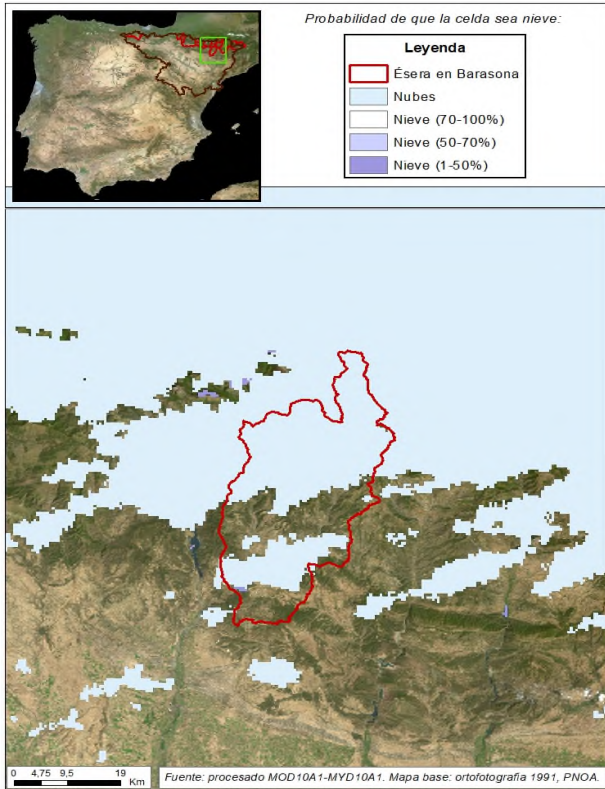 Probabilidad de que la celda sea nieve:
Leyenda
Ésera en Barasona
Nubes
Nieve (70-100%)
Nieve (50-70%)
Nieve (1-50%)
0 4,75 9,5 19
Km
Fuente: procesado MOD10A1-MYD10A1. Mapa base: ortofotografía 1991, PNOA.